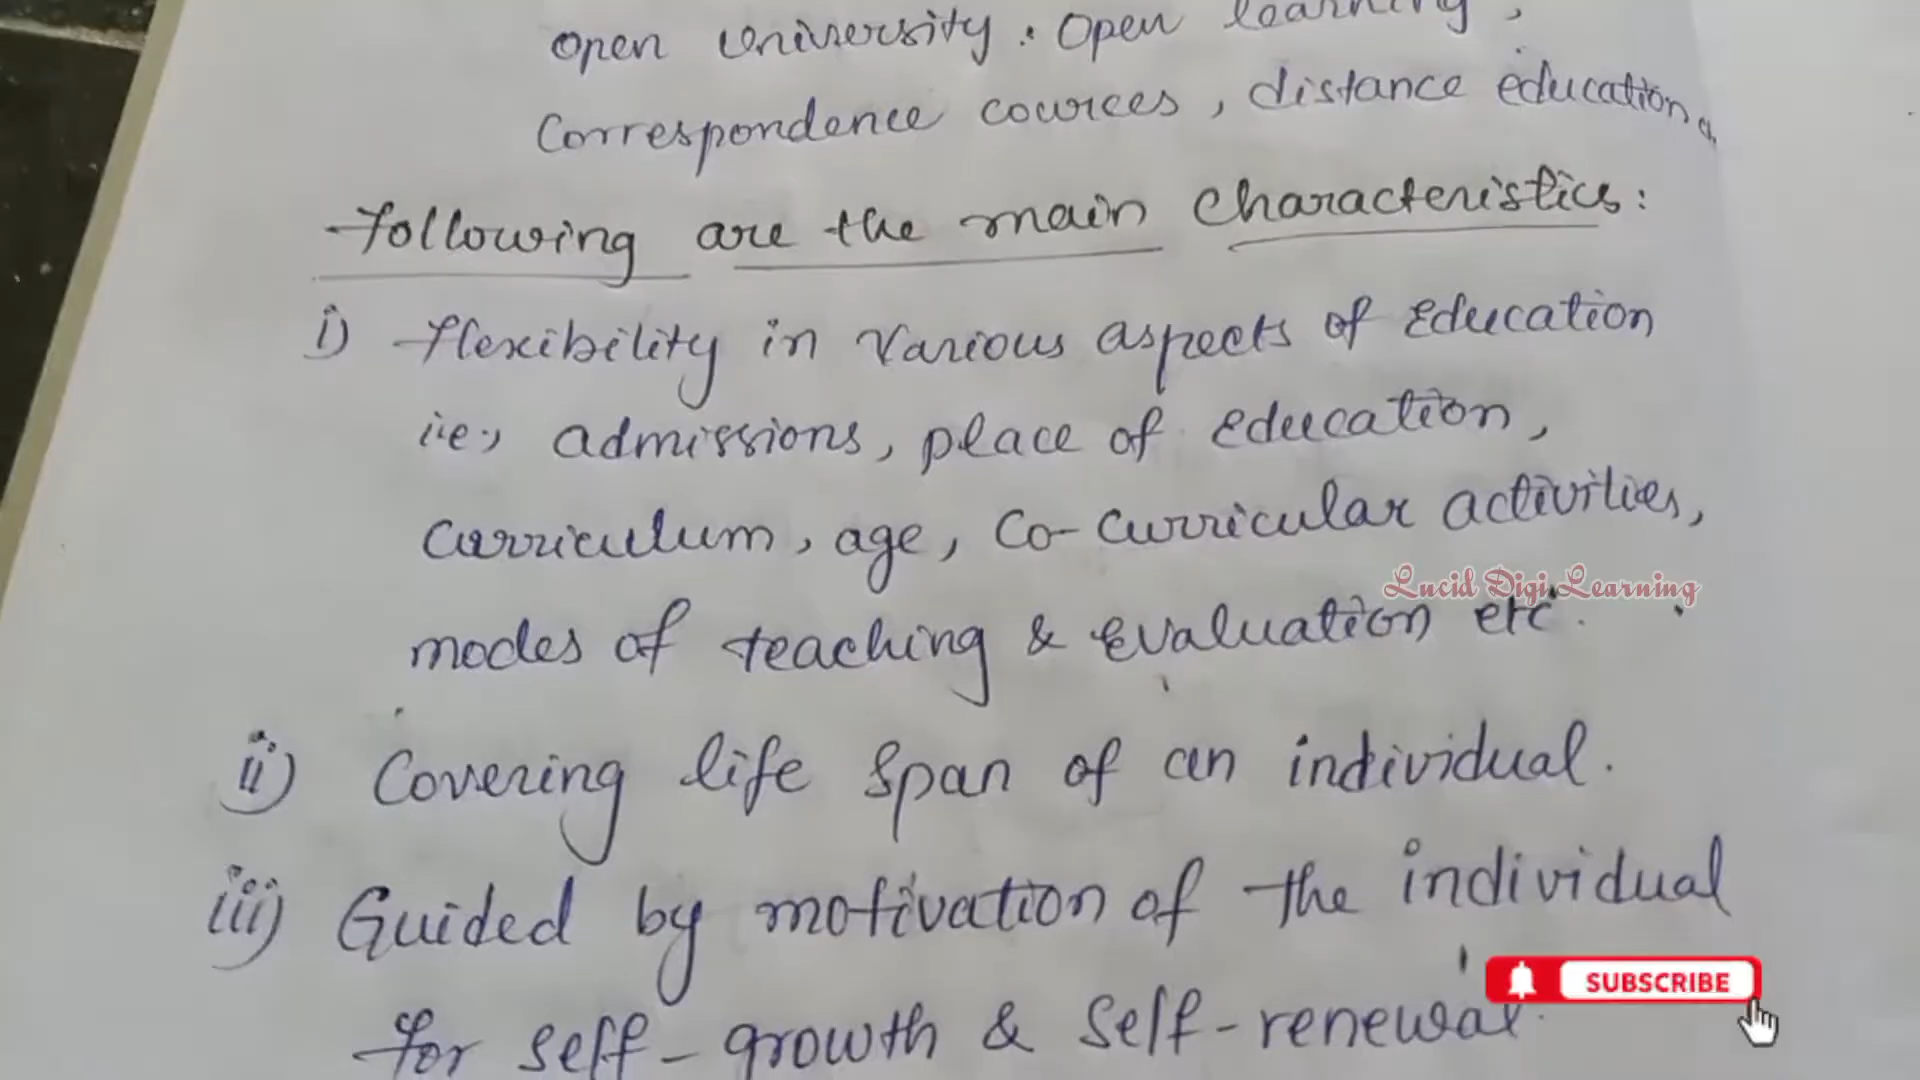 open University. Open learning,
Correspondence cources, distance education.
Following are the main characteristics:
i) Flexibility in various aspects of Education
i.e., admissions, place of education,
curriculum, age, co-curricular activities,
Lucid Digi Learning
modes of teaching & evaluation etc.
ii) Covering life span of an individual.
iii) Guided by motivation of the individual
SUBSCRIBE
for self-growth & self-renewal.